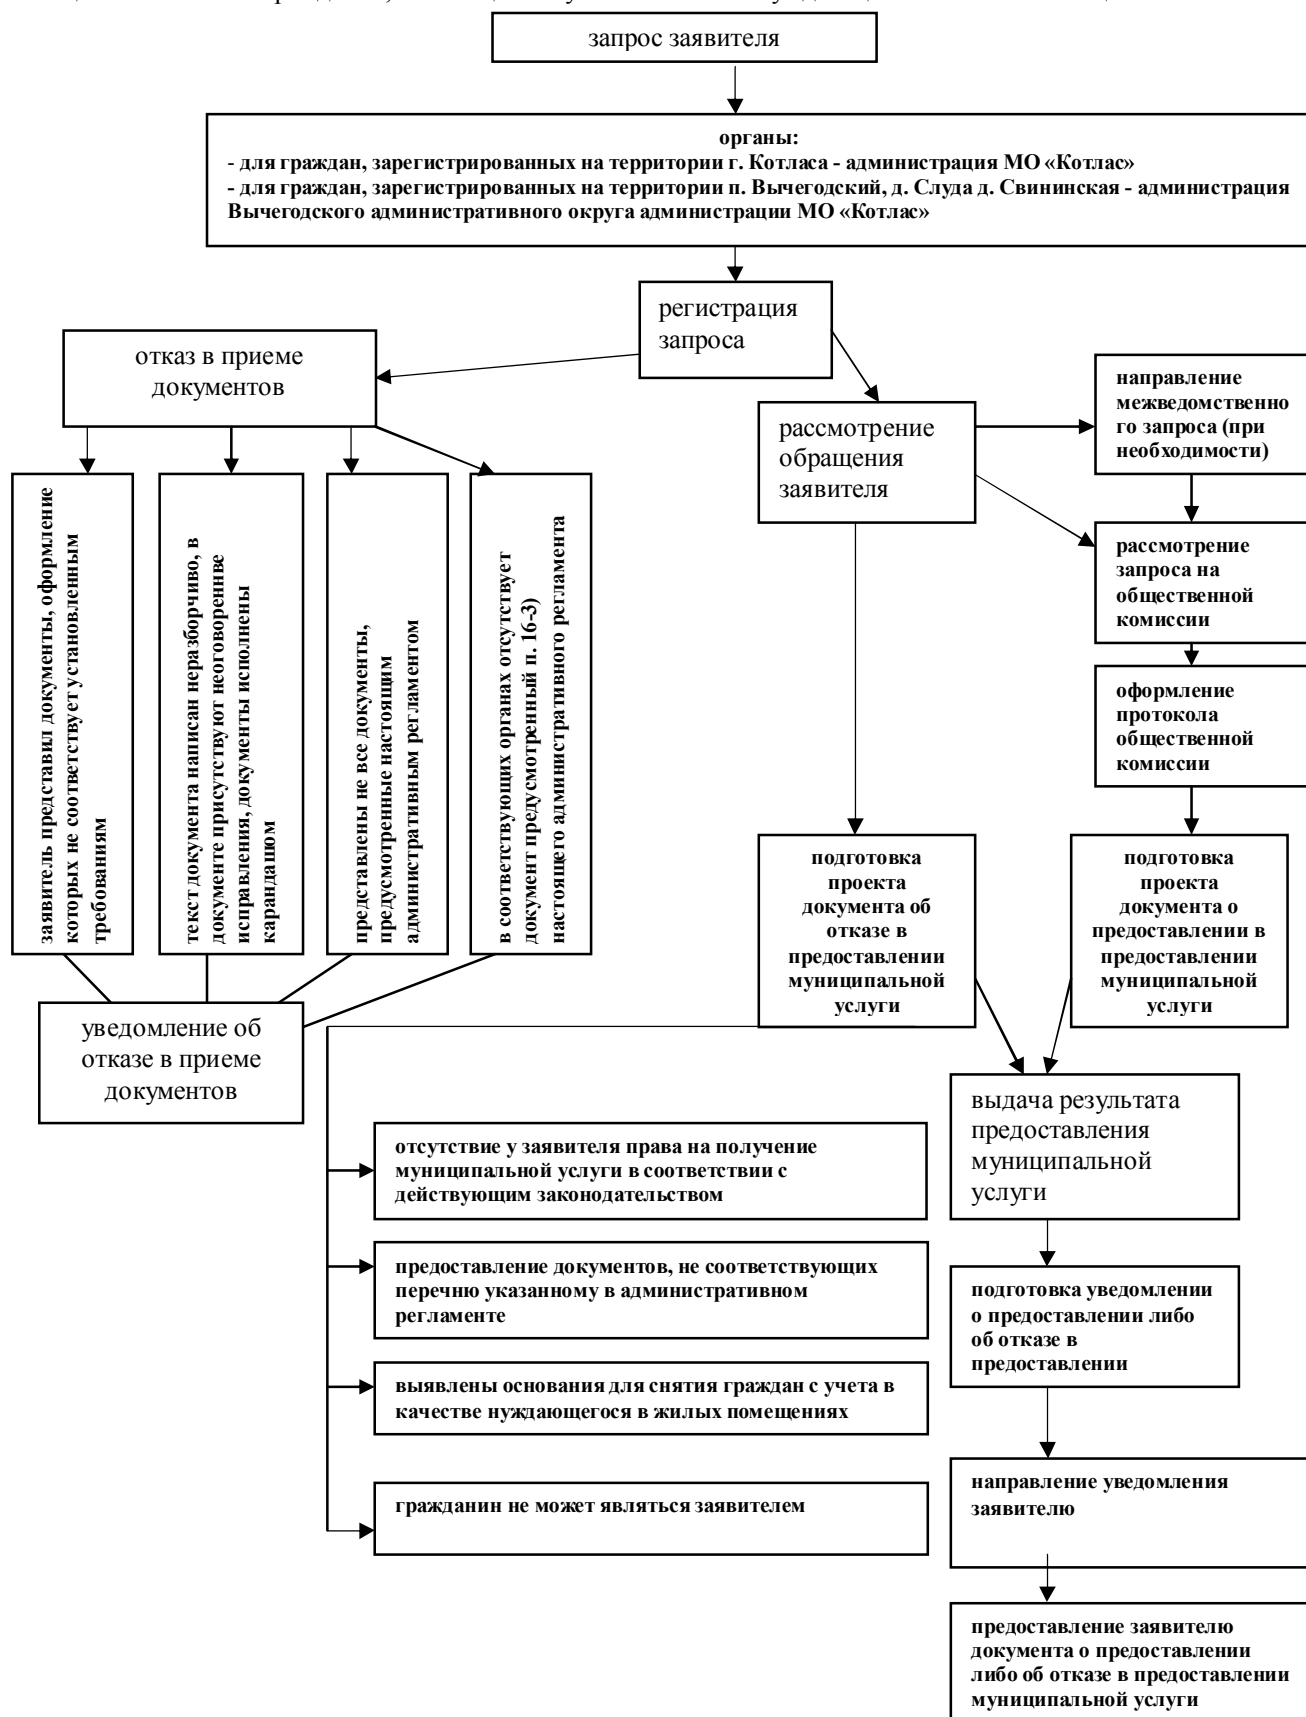 запрос заявителя
органы:
- для граждан, зарегистрированных на территории г. Котласа - администрация МО «Котлас»
- для граждан, зарегистрированных на территории п. Вычегодский, д. Слуда д. Свининская - администрация
Вычегодского административного округа администрации МО «Котлас»
регистрация
запроса
отказ в приеме
документов
рассмотрение
обращения
заявителя
направление
межведомственно
го запроса (при
необходимости)
заявитель представил документы, оформление
которых не соответствует установленным
требованиям
текст документа написан неразборчиво, в
документе присутствуют неоговореннве
исправления, документы исполнены
карандашом
представлены не все документы,
предусмотренные настоящим
административным регламентом
в соответствующих органах отсутствует
документ предусмотренный п. 16-3)
настоящего административного регламента
рассмотрение
запроса на
общественной
комиссии
оформление
протокола
общественной
комиссии
подготовка
проекта
документа об
отказе в
предоставлении
муниципальной
услуги
подготовка
проекта
документа о
предоставлении в
предоставлении
муниципальной
услуги
уведомление об
отказе в приеме
документов
выдача результата
предоставления
муниципальной
услуги
отсутствие у заявителя права на получение
муниципальной услуги в соответствии с
действующим законодательством
предоставление документов, не соответствующих
перечню указанному в административном
регламенте
подготовка уведомлении
о предоставлении либо
об отказе в
предоставлении
выявлены основания для снятия граждан с учета в
качестве нуждающегося в жилых помещениях
направление уведомления
заявителю
гражданин не может являться заявителем
предоставление заявителю
документа о предоставлении
либо об отказе в предоставлении
муниципальной услуги